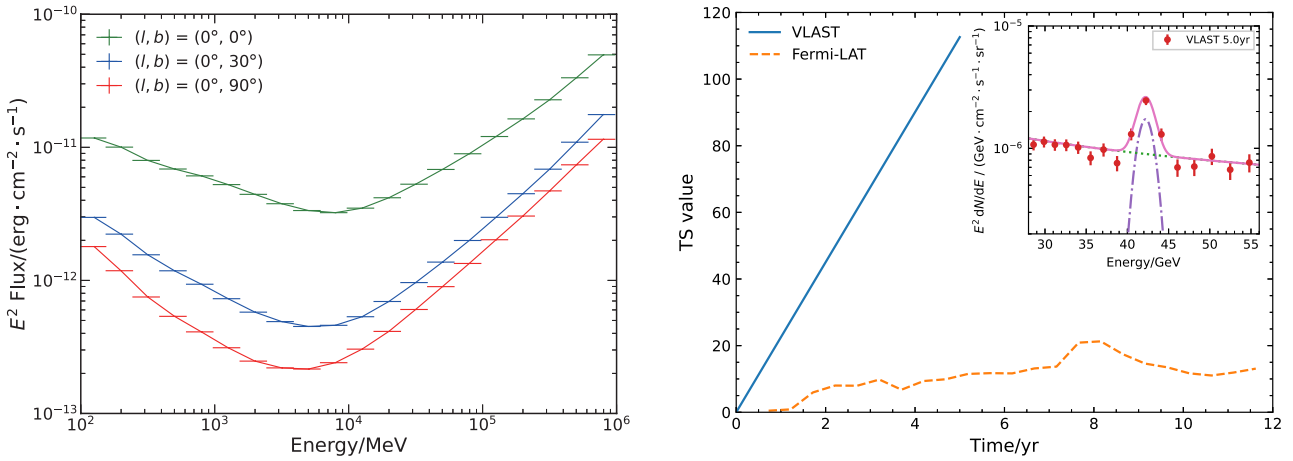 10⁻¹⁰
10⁻¹¹
10⁻¹²
10⁻¹³
E² Flux/(erg·cm⁻²·s⁻¹)
(l, b) = (0°, 0°)
(l, b) = (0°, 30°)
(l, b) = (0°, 90°)
10² 10³ 10⁴ 10⁵ 10⁶
Energy/MeV
120
100
80
60
40
20
0
TS value
VLAST
Fermi-LAT
0 2 4 6 8 10 12
Time/yr
10⁻⁵
10⁻⁶
E² dN/dE / (GeV·cm⁻²·s⁻¹·sr⁻¹)
VLAST 5.0yr
30 35 40 45 50 55
Energy/GeV